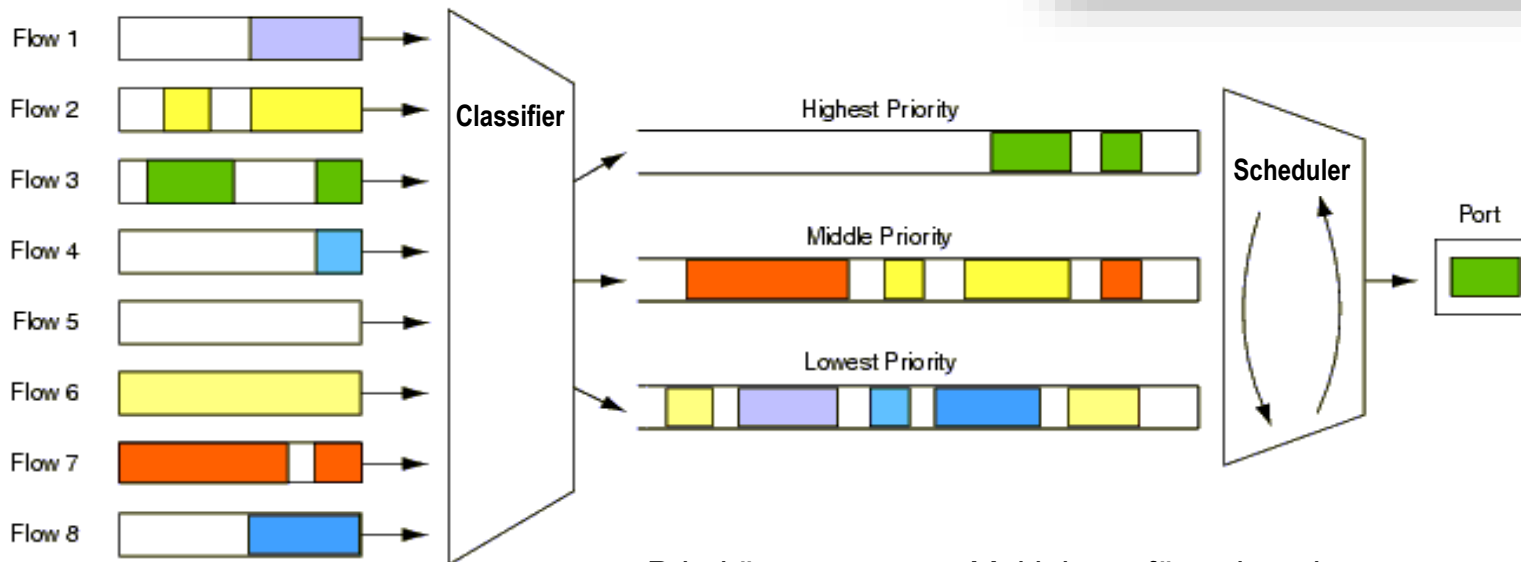 Flow 1
Flow 2
Flow 3
Flow 4
Flow 5
Flow 6
Flow 7
Flow 8
Classifier
Highest Priority
Middle Priority
Lowest Priority
Scheduler
Port